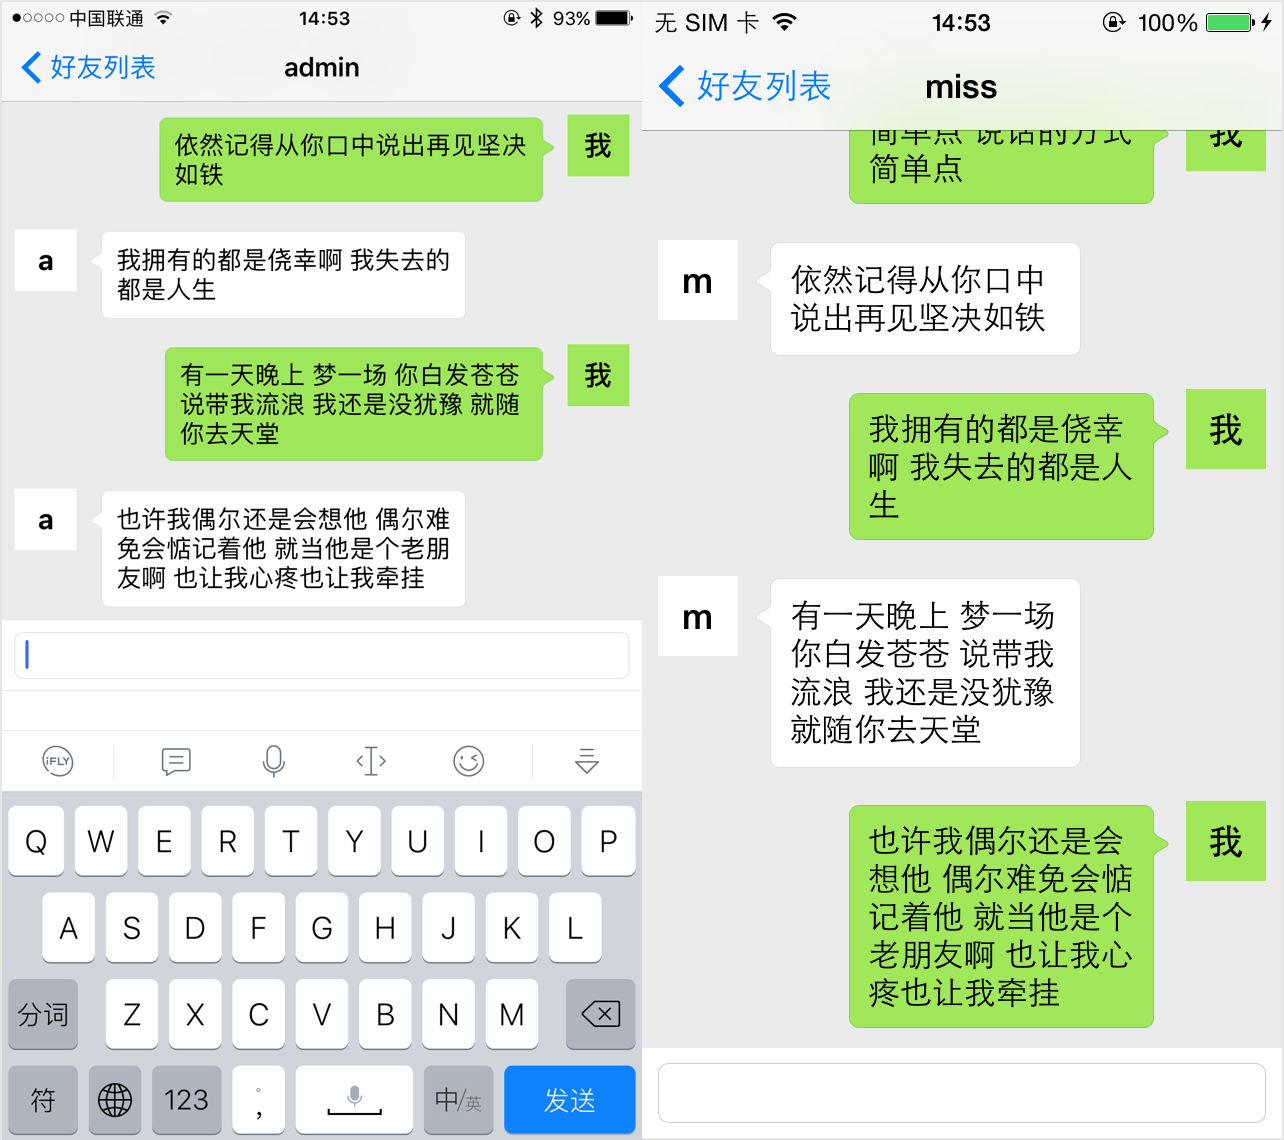 中国联通 14:53 93%
好友列表 admin
依然记得从你口中说出再见坚决
如铁
我
a
我拥有的都是侥幸啊 我失去的
都是人生
有一天晚上 梦一场 你白发苍苍
说带我流浪 我还是没犹豫 就随
你去天堂
我
a
也许我偶尔还是会想他 偶尔难
免会惦记着他 就当他是个老朋
友啊 也让我心疼也让我牵挂
iFLY
Q W E R T Y U I O P
A S D F G H J K L
分词 Z X C V B N M
符 123 °, 中/英 发送
无 SIM 卡 14:53 100%
好友列表 miss
简单点 说话的方式
简单点
我
m
依然记得从你口中
说出再见坚决如铁
我拥有的都是侥幸
啊 我失去的都是人
生
我
m
有一天晚上 梦一场
你白发苍苍 说带我
流浪 我还是没犹豫
就随你去天堂
也许我偶尔还是会
想他 偶尔难免会惦
记着他 就当他是个
老朋友啊 也让我心
疼也让我牵挂
我